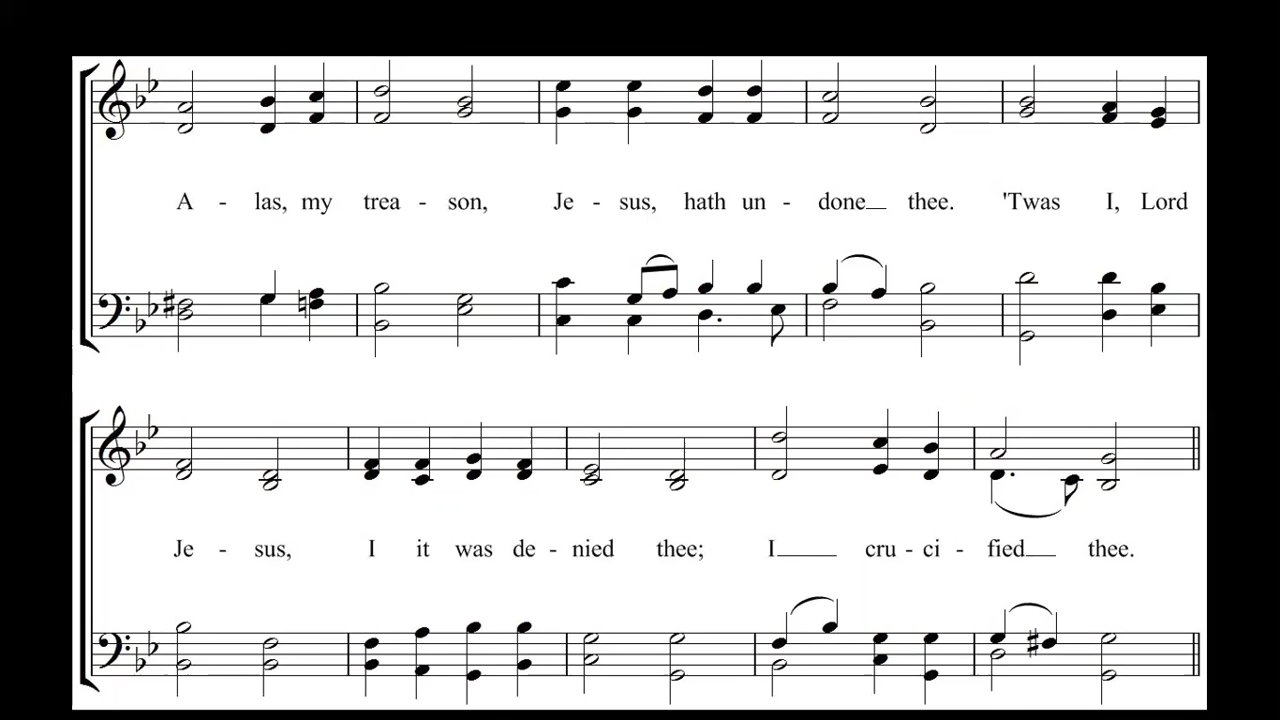 A - las, my trea - son, Je - sus, hath un - done thee. 'Twas I, Lord
Je - sus, I it was de - nied thee; I cru - ci - fied thee.